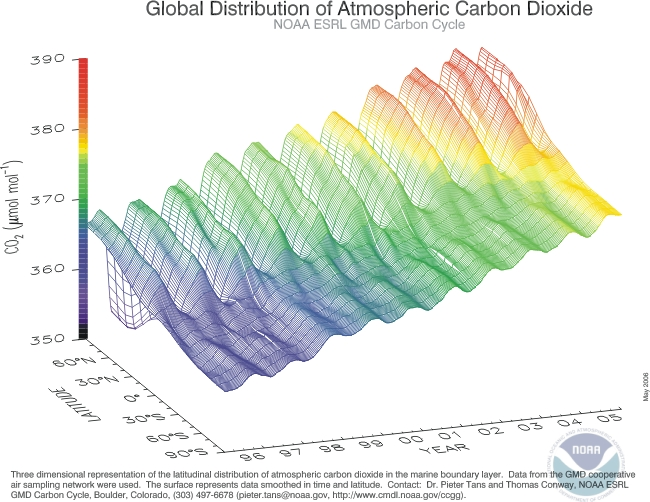 Global Distribution of Atmospheric Carbon Dioxide
NOAA ESRL GMD Carbon Cycle
390
380
370
360
350
CO2 (μmol mol⁻¹)
60°N
30°N
0°
30°S
60°S
90°S
LATITUDE
96 97 98 99 00 01 02 03 04 05
YEAR
May 2006
NOAA
Three dimensional representation of the latitudinal distribution of atmospheric carbon dioxide in the marine boundary layer. Data from the GMD cooperative
air sampling network were used. The surface represents data smoothed in time and latitude. Contact: Dr. Pieter Tans and Thomas Conway, NOAA ESRL
GMD Carbon Cycle, Boulder, Colorado, (303) 497-6678 (pieter.tans@noaa.gov, http://www.cmdl.noaa.gov/ccgg).